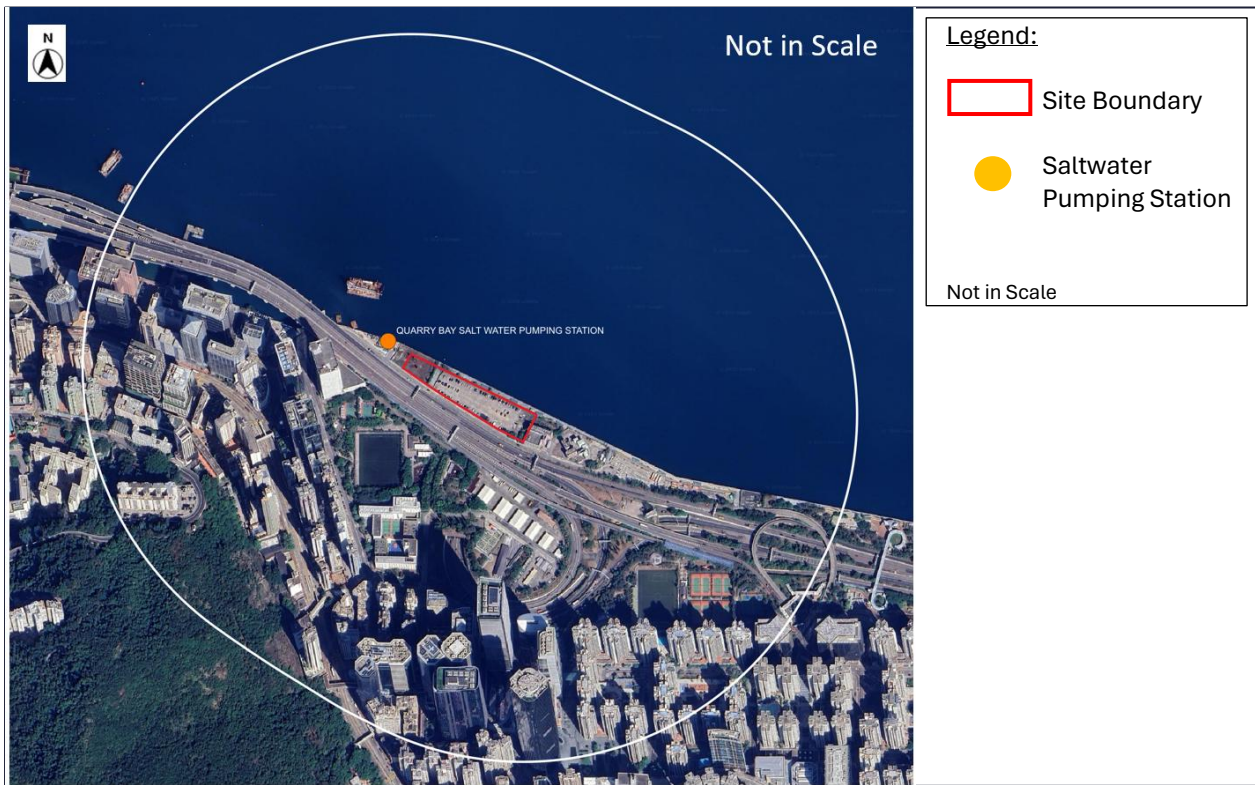 N
Not in Scale
QUARRY BAY SALT WATER PUMPING STATION
Legend:
Site Boundary
Saltwater
Pumping Station
Not in Scale